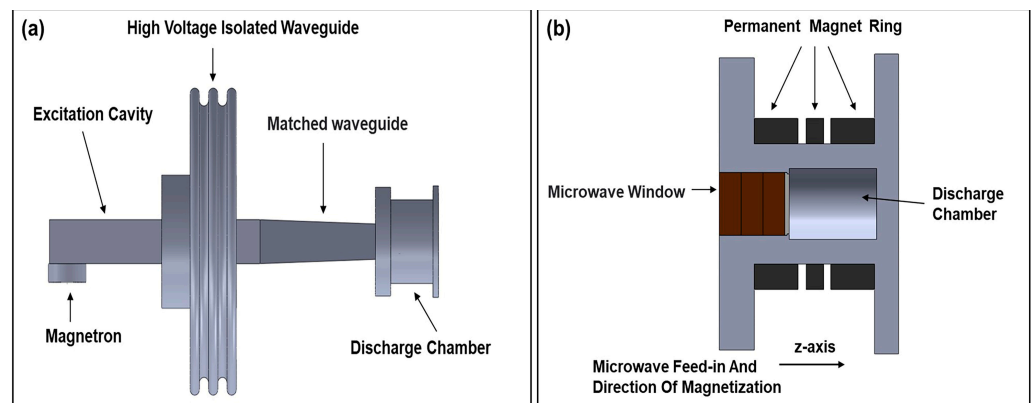 (a)
High Voltage Isolated Waveguide
Excitation Cavity
Matched waveguide
Magnetron
Discharge Chamber
(b)
Permanent Magnet Ring
Microwave Window
Discharge
Chamber
z-axis
Microwave Feed-in And
Direction Of Magnetization